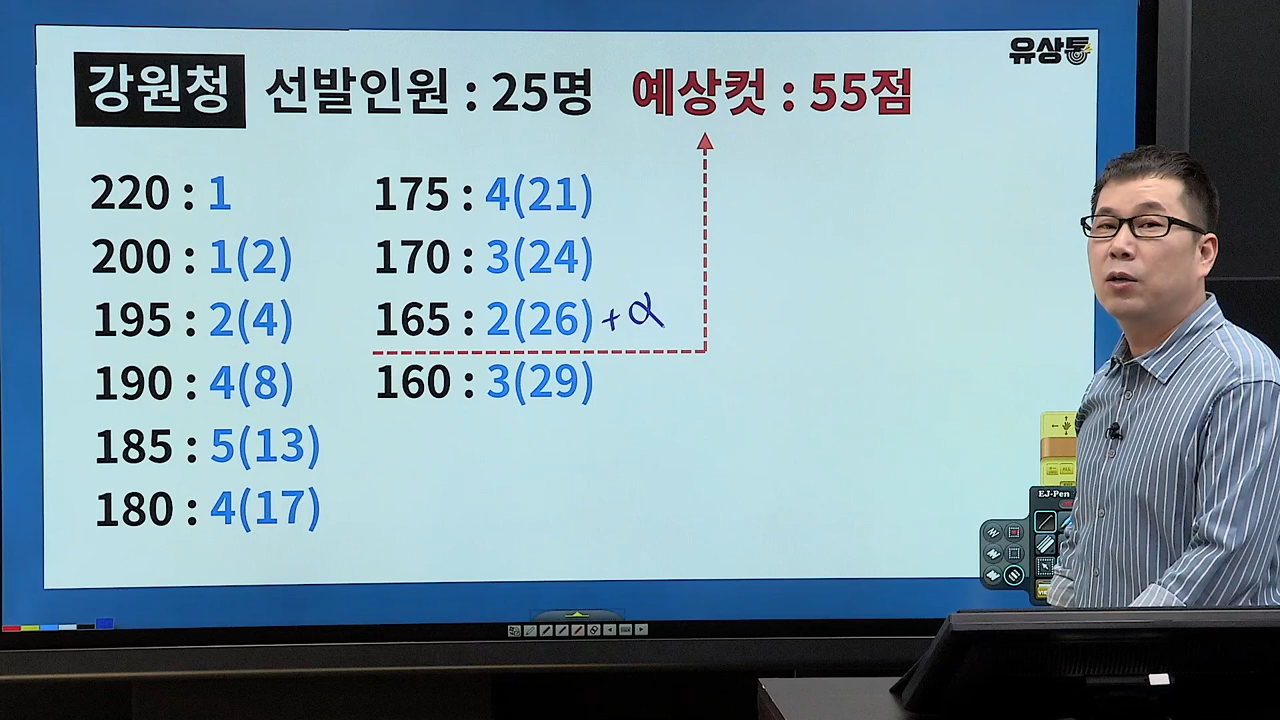 유상통
강원청 선발인원 : 25명 예상컷 : 55점
220 : 1
200 : 1(2)
195 : 2(4)
190 : 4(8)
185 : 5(13)
180 : 4(17)
175 : 4(21)
170 : 3(24)
165 : 2(26) +α
160 : 3(29)
EJ-Pen